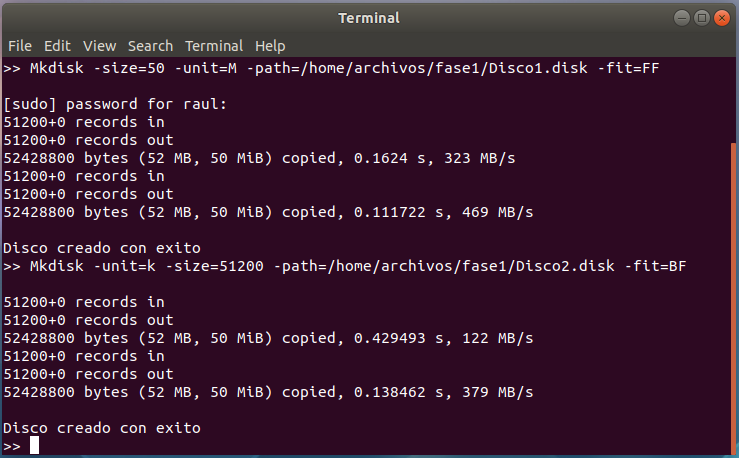 Terminal
File Edit View Search Terminal Help
>> Mkdisk -size=50 -unit=M -path=/home/archivos/fase1/Disco1.disk -fit=FF
[sudo] password for raul:
51200+0 records in
51200+0 records out
52428800 bytes (52 MB, 50 MiB) copied, 0.1624 s, 323 MB/s
51200+0 records in
51200+0 records out
52428800 bytes (52 MB, 50 MiB) copied, 0.111722 s, 469 MB/s
Disco creado con exito
>> Mkdisk -unit=k -size=51200 -path=/home/archivos/fase1/Disco2.disk -fit=BF
51200+0 records in
51200+0 records out
52428800 bytes (52 MB, 50 MiB) copied, 0.429493 s, 122 MB/s
51200+0 records in
51200+0 records out
52428800 bytes (52 MB, 50 MiB) copied, 0.138462 s, 379 MB/s
Disco creado con exito
>>